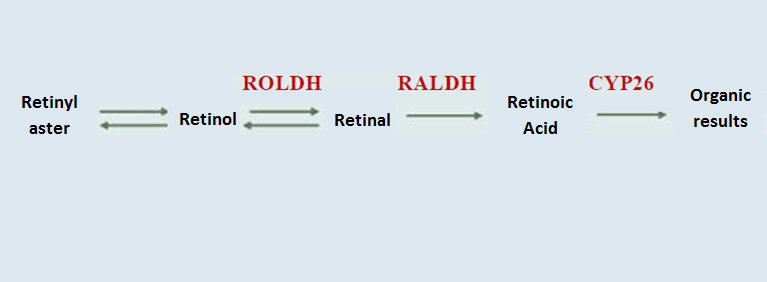 ROLDH
RALDH
CYP26
Retinyl
aster
Retinol
Retinal
Retinoic
Acid
Organic
results